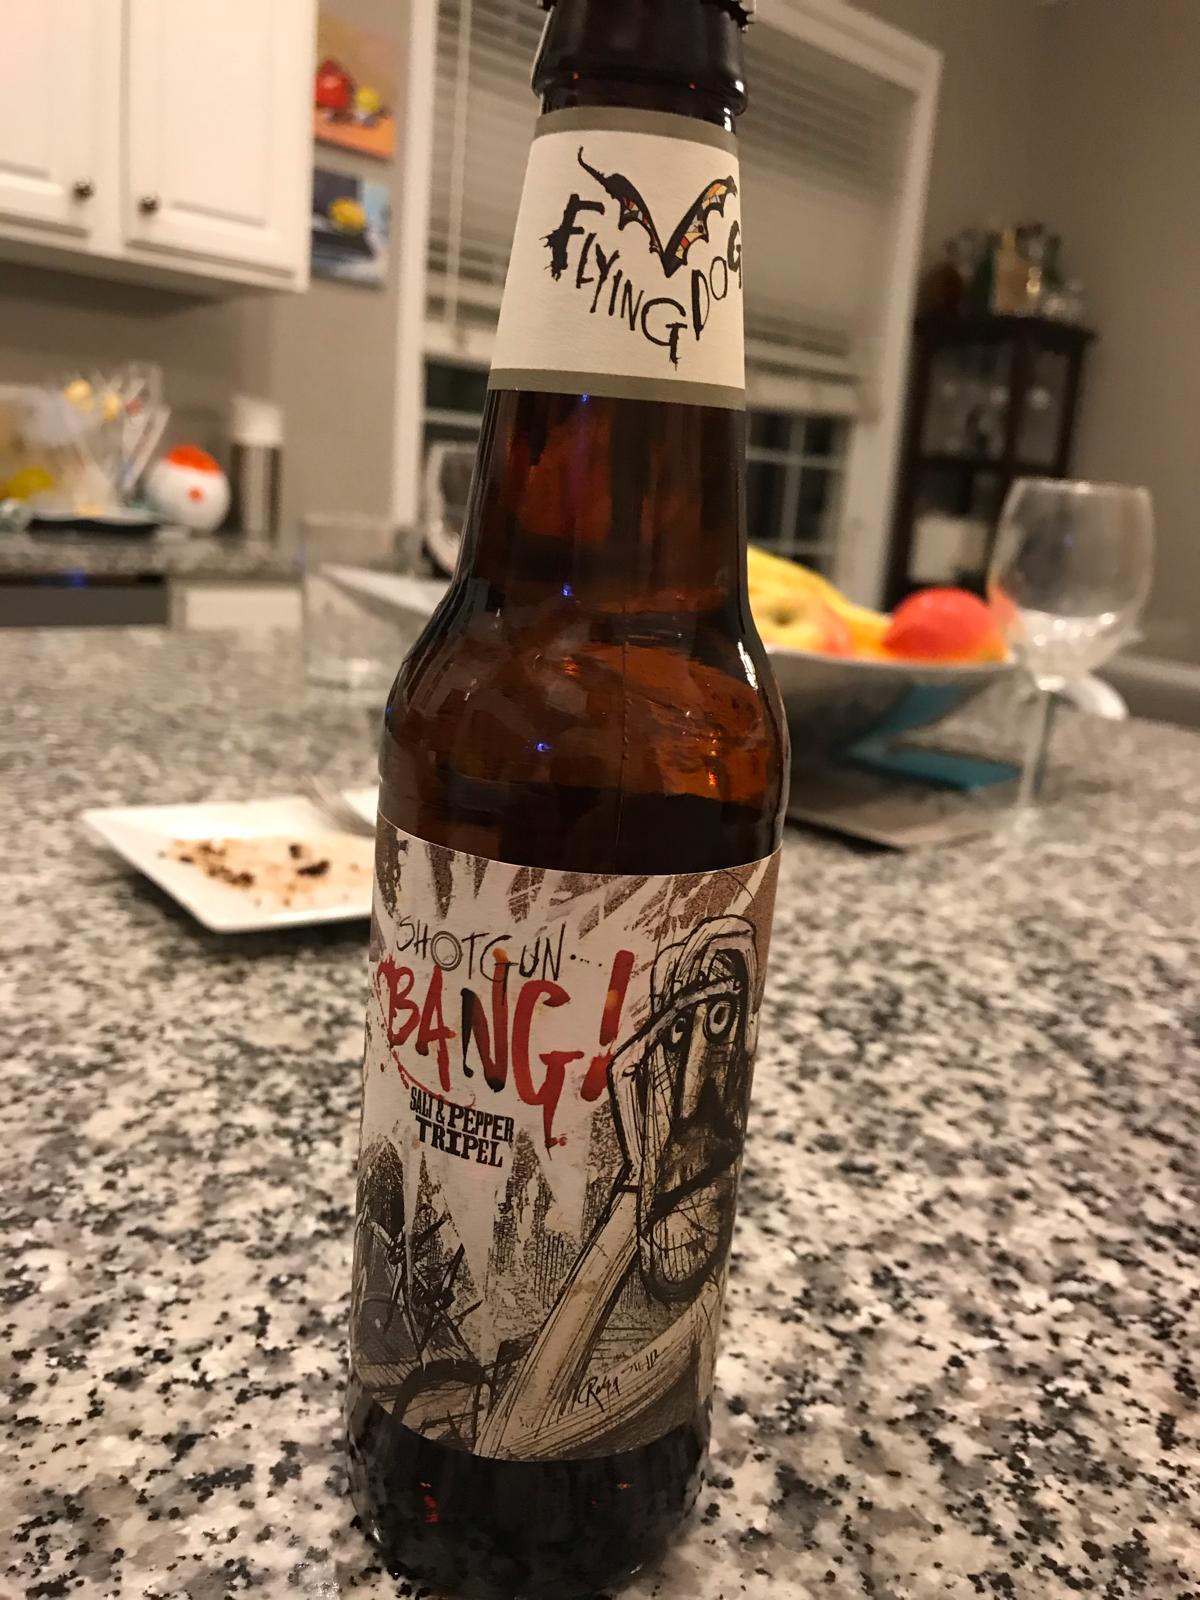 FLYING DOG
SHOTGUN...
BANG!
SALT & PEPPER
TRIPEL